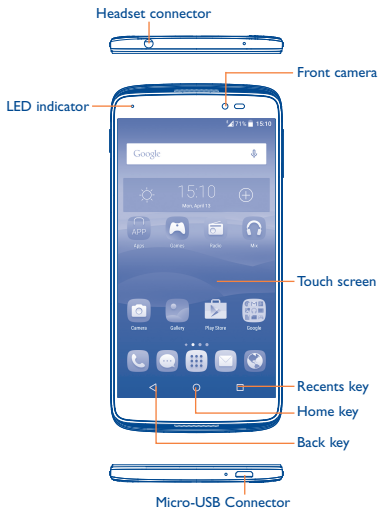 Headset connector
Front camera
LED indicator
71% 15:10
Google
15:10
Mon, April 13
APP
Apps
Games
Radio
Mix
Touch screen
Camera
Gallery
Play Store
Google
Recents key
Home key
Back key
Micro-USB Connector